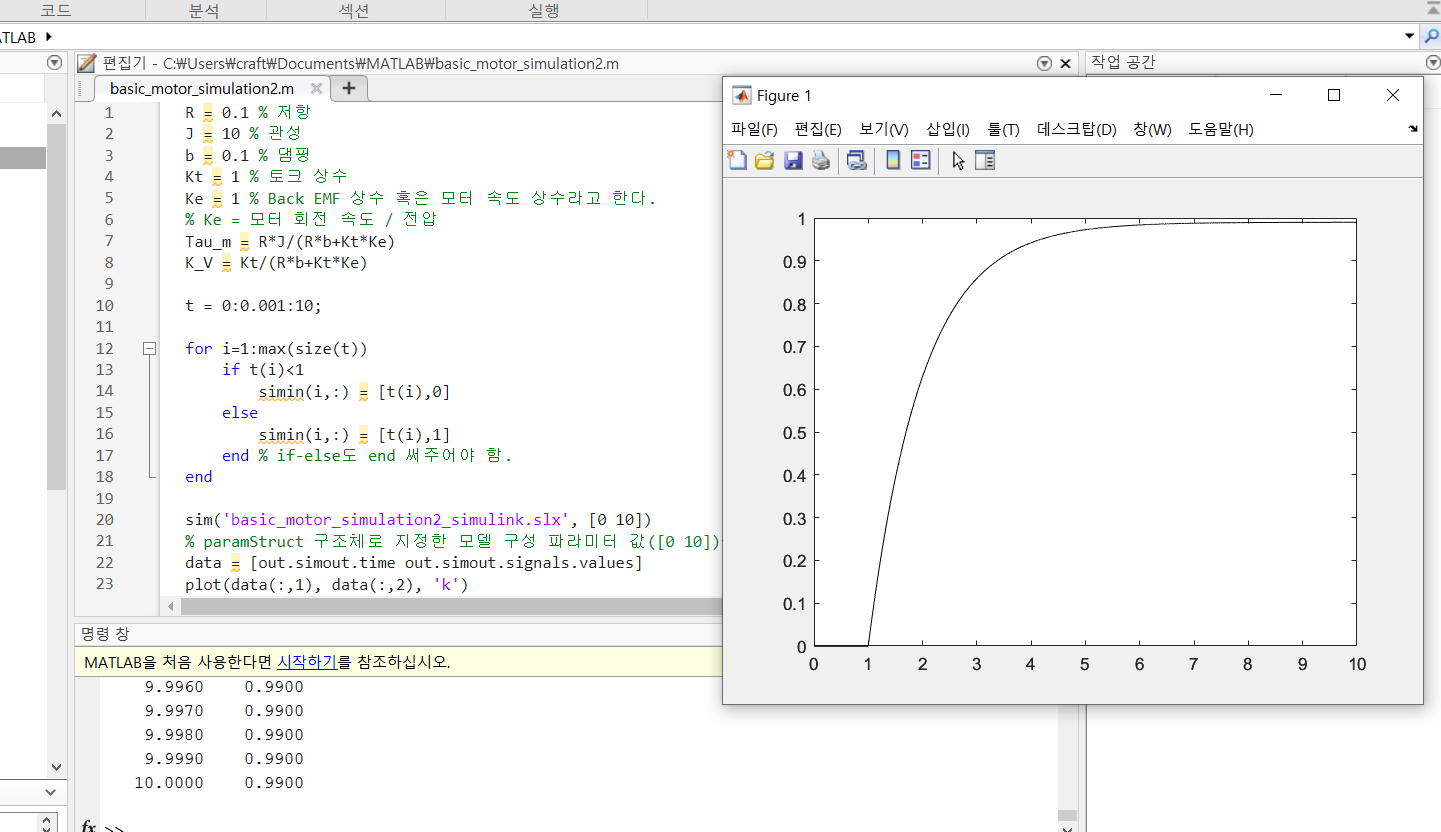 코드 분석 섹션 실행
ATLAB
편집기 - C:₩Users₩craft₩Documents₩MATLAB₩basic_motor_simulation2.m
작업 공간
basic_motor_simulation2.m
1 R = 0.1 % 저항
2 J = 10 % 관성
3 b = 0.1 % 댐핑
4 Kt = 1 % 토크 상수
5 Ke = 1 % Back EMF 상수 혹은 모터 속도 상수라고 한다.
6 % Ke = 모터 회전 속도 / 전압
7 Tau_m = R*J/(R*b+Kt*Ke)
8 K_V = Kt/(R*b+Kt*Ke)
9
10 t = 0:0.001:10;
11
12 for i=1:max(size(t))
13 if t(i)<1
14 simin(i,:) = [t(i),0]
15 else
16 simin(i,:) = [t(i),1]
17 end % if-else도 end 써주어야 함.
18 end
19
20 sim('basic_motor_simulation2_simulink.slx', [0 10])
21 % paramStruct 구조체로 지정한 모델 구성 파라미터 값([0 10])
22 data = [out.simout.time out.simout.signals.values]
23 plot(data(:,1), data(:,2), 'k')
명령 창
MATLAB을 처음 사용한다면 시작하기를 참조하십시오.
9.9960 0.9900
9.9970 0.9900
9.9980 0.9900
9.9990 0.9900
10.0000 0.9900
fx >>
Figure 1
파일(F) 편집(E) 보기(V) 삽입(I) 툴(T) 데스크탑(D) 창(W) 도움말(H)
1
0.9
0.8
0.7
0.6
0.5
0.4
0.3
0.2
0.1
0
0 1 2 3 4 5 6 7 8 9 10